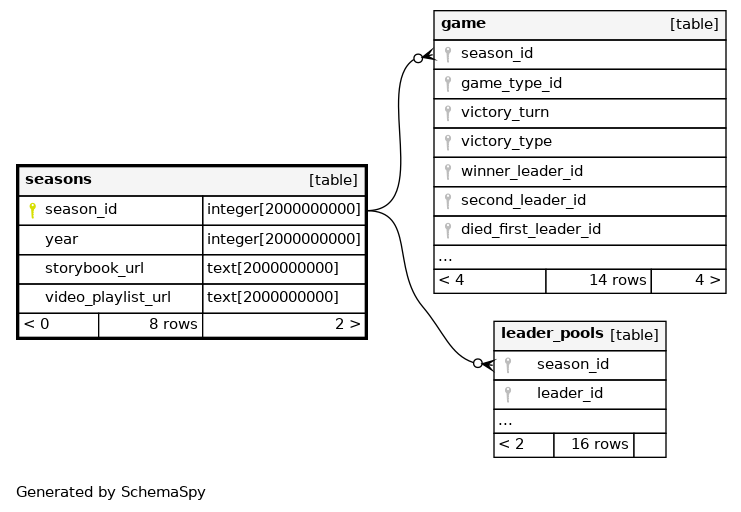 game [table]
season_id
game_type_id
victory_turn
victory_type
winner_leader_id
second_leader_id
died_first_leader_id
...
< 4 14 rows 4 >
seasons [table]
season_id integer[2000000000]
year integer[2000000000]
storybook_url text[2000000000]
video_playlist_url text[2000000000]
< 0 8 rows 2 >
leader_pools [table]
season_id
leader_id
...
< 2 16 rows
Generated by SchemaSpy